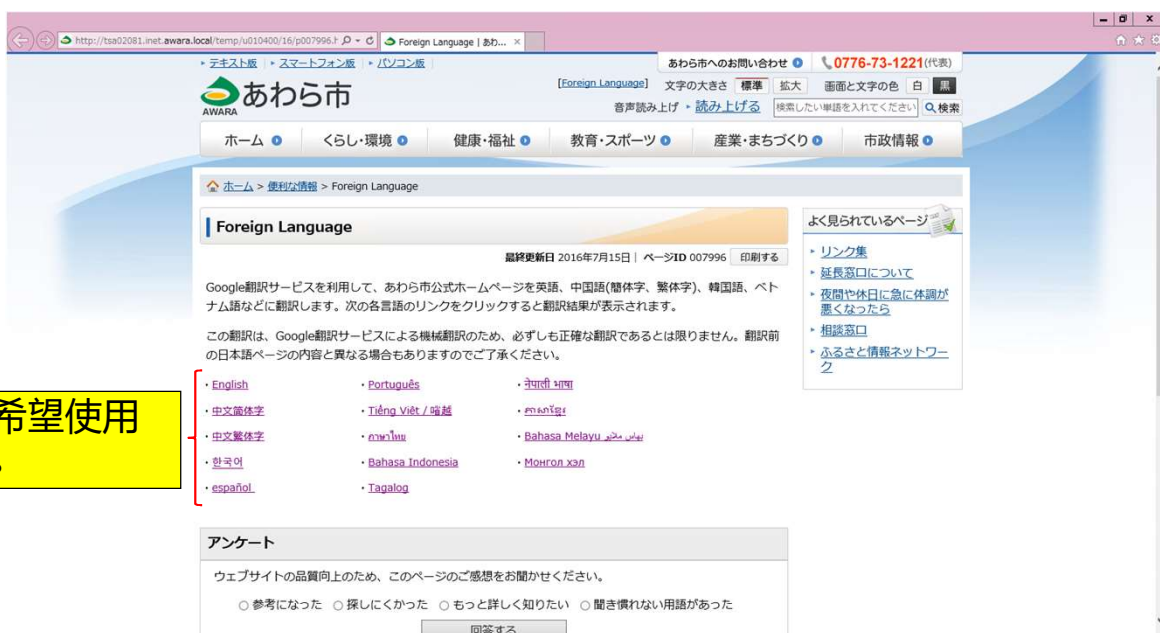 http://tsa02081.inet.awara.local/temp/u010400/16/p007996.h
Foreign Language | あわ... ×
テキスト版 スマートフォン版 パソコン版
あわら市へのお問い合わせ 0776-73-1221(代表)
あわら市
AWARA
[Foreign Language] 文字の大きさ 標準 拡大 画面と文字の色 白 黒
音声読み上げ 読み上げる 検索したい単語を入れてください 検索
ホーム くらし・環境 健康・福祉 教育・スポーツ 産業・まちづくり 市政情報
ホーム > 便利な情報 > Foreign Language
Foreign Language
最終更新日 2016年7月15日 | ページID 007996 印刷する
Google翻訳サービスを利用して、あわら市公式ホームページを英語、中国語(簡体字、繁体字)、韓国語、ベト
ナム語などに翻訳します。次の各言語のリンクをクリックすると翻訳結果が表示されます。
この翻訳は、Google翻訳サービスによる機械翻訳のため、必ずしも正確な翻訳であるとは限りません。翻訳前
の日本語ページの内容と異なる場合もありますのでご了承ください。
・English ・Português ・नेपाली भाषा
・中文简体字 ・Tiếng Việt / 㗂越 ・ភាសាខ្មែរ
・中文繁体字 ・ภาษาไทย ・Bahasa Melayu بهاس ملايو
・한국어 ・Bahasa Indonesia ・Монгол хэл
・español ・Tagalog
希望使用
。
よく見られているページ
リンク集
延長窓口について
夜間や休日に急に体調が
悪くなったら
相談窓口
ふるさと情報ネットワー
ク
アンケート
ウェブサイトの品質向上のため、このページのご感想をお聞かせください。
参考になった 探しにくかった もっと詳しく知りたい 聞き慣れない用語があった
回答する